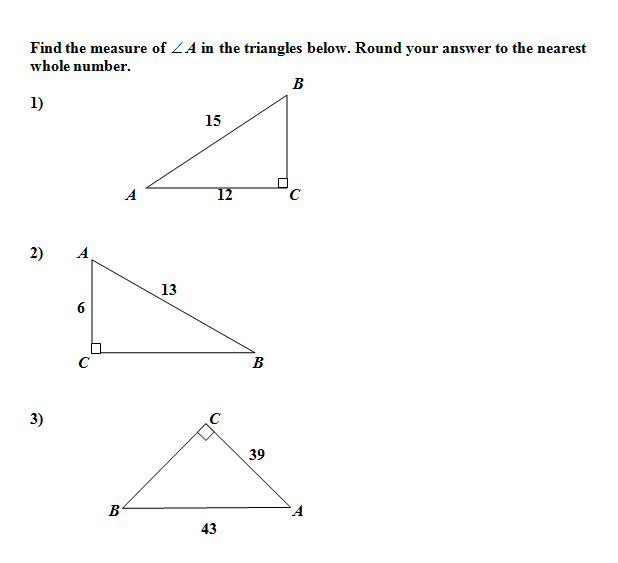 Find the measure of ∠A in the triangles below. Round your answer to the nearest
whole number.
B
1)
15
A
12
C
2)
A
13
6
C
B
3)
C
39
B
A
43